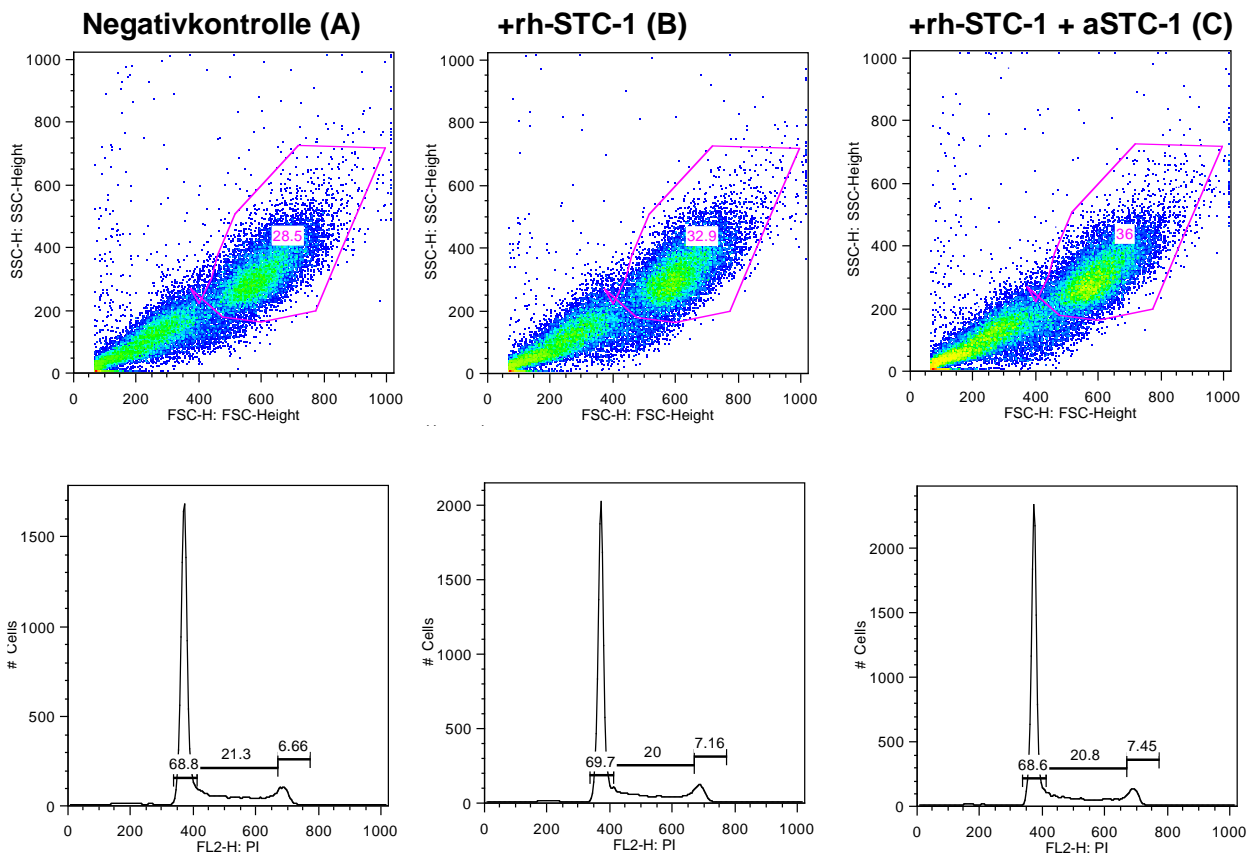 Negativkontrolle (A)
+rh-STC-1 (B)
+rh-STC-1 + aSTC-1 (C)
1000
800
600
400
200
0
SSC-H: SSC-Height
28.5
0 200 400 600 800 1000
FSC-H: FSC-Height
1000
800
600
400
200
0
SSC-H: SSC-Height
32.9
0 200 400 600 800 1000
FSC-H: FSC-Height
1000
800
600
400
200
0
SSC-H: SSC-Height
36
0 200 400 600 800 1000
FSC-H: FSC-Height
1500
1000
500
0
# Cells
68.8
21.3
6.66
0 200 400 600 800 1000
FL2-H: PI
2000
1500
1000
500
0
# Cells
69.7
20
7.16
0 200 400 600 800 1000
FL2-H: PI
2000
1500
1000
500
0
# Cells
68.6
20.8
7.45
0 200 400 600 800 1000
FL2-H: PI